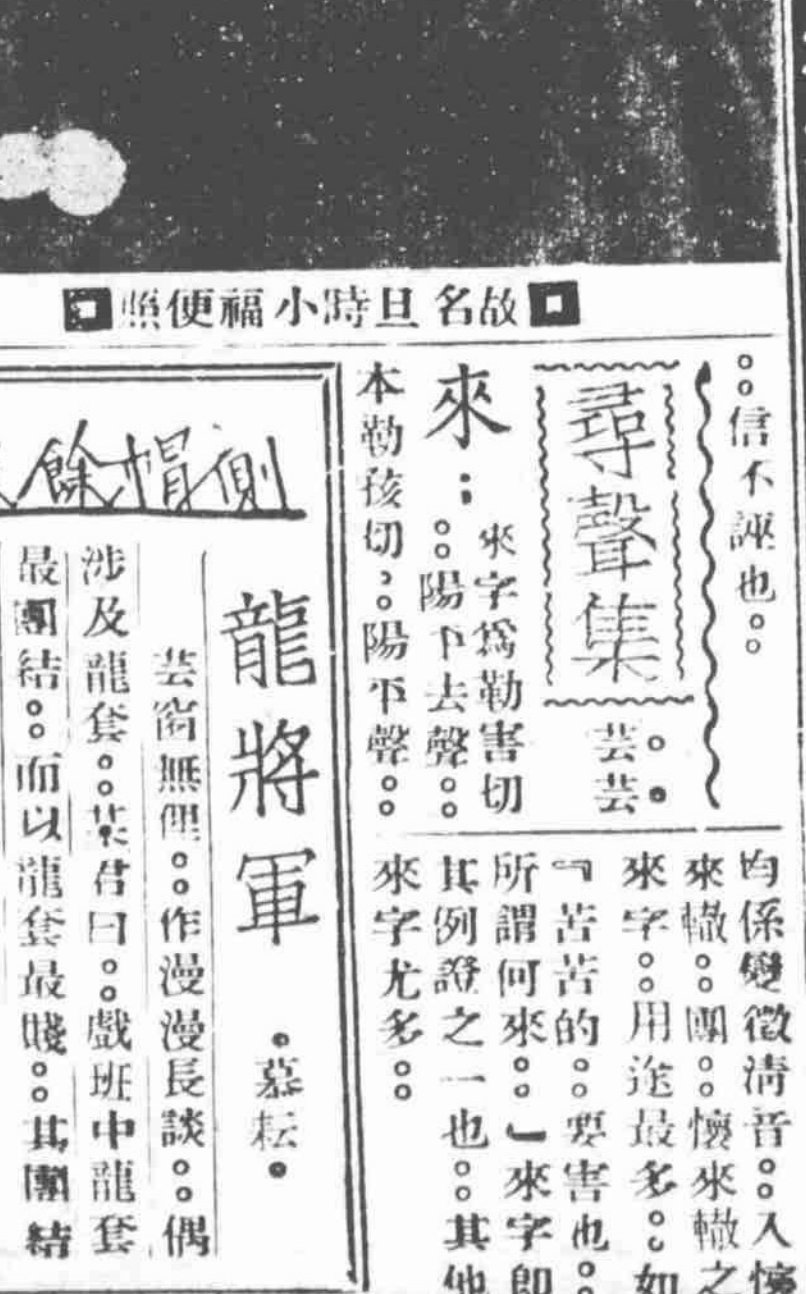 故名旦時小福便照
。。信不誣也。。
尋聲集
。芸芸。
來：來字爲勒害切
。。陽平去聲。。
本勒孩切。。陽平聲。。
均係變徵清音。。入懷
來轍。。團。。懷來轍之
來字。。用途最多。。如
『苦苦的。。要害也。。
所謂何來。。』來字即
其例證之一也。。其他
來字尤多。。
側帽餘
龍將軍
。慕耘。
芸窗無俚。。作漫漫長談。。偶
涉及龍套。。某君曰。。戲班中龍套
最團結。。而以龍套最賤。。其團結